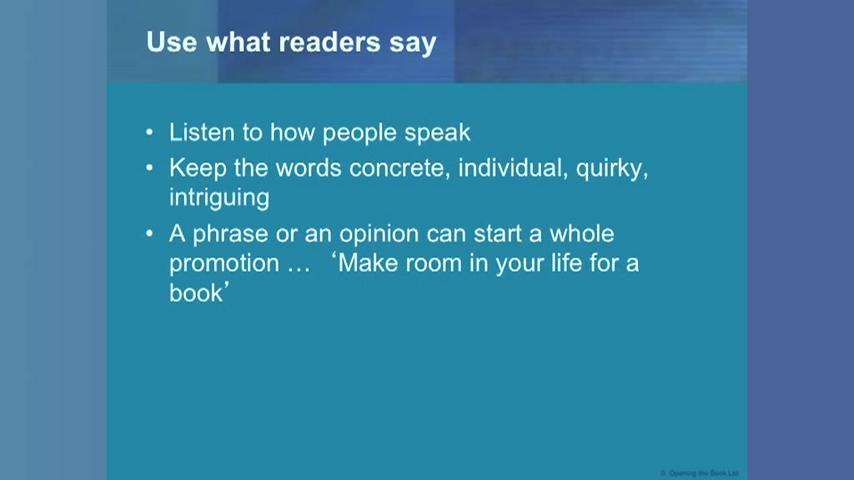 Use what readers say
• Listen to how people speak
• Keep the words concrete, individual, quirky,
intriguing
• A phrase or an opinion can start a whole
promotion … ‘Make room in your life for a
book’
© Opening the Book Ltd